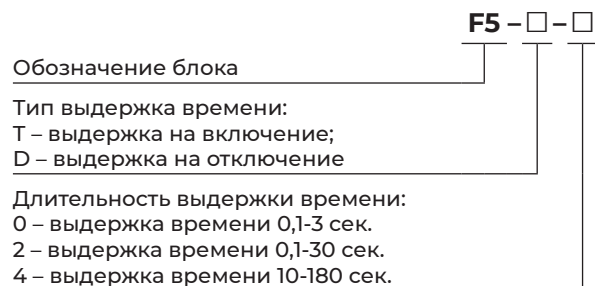 F5 – □ – □
Обозначение блока
Тип выдержка времени:
T – выдержка на включение;
D – выдержка на отключение
Длительность выдержки времени:
0 – выдержка времени 0,1-3 сек.
2 – выдержка времени 0,1-30 сек.
4 – выдержка времени 10-180 сек.